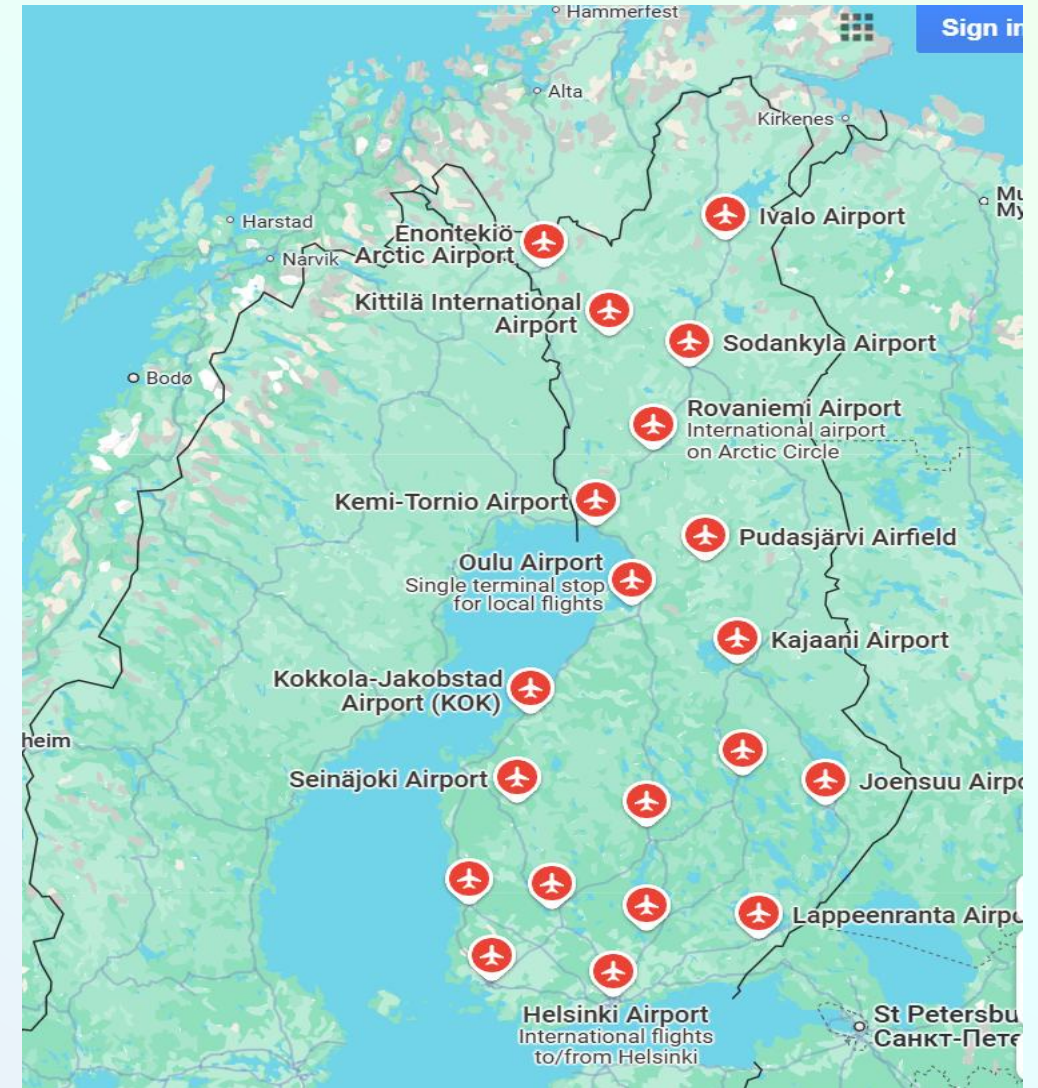 Hammerfest
Sign in
Alta
Kirkenes
Harstad
Narvik
Enontekiö
Arctic Airport
Ivalo Airport
Kittilä International
Airport
Sodankylä Airport
Bodø
Rovaniemi Airport
International airport
on Arctic Circle
Kemi-Tornio Airport
Pudasjärvi Airfield
Oulu Airport
Single terminal stop
for local flights
Kajaani Airport
Kokkola-Jakobstad
Airport (KOK)
heim
Seinäjoki Airport
Joensuu Airpo
Lappeenranta Airpo
Helsinki Airport
International flights
to/from Helsinki
St Petersbu
Санкт-Пете